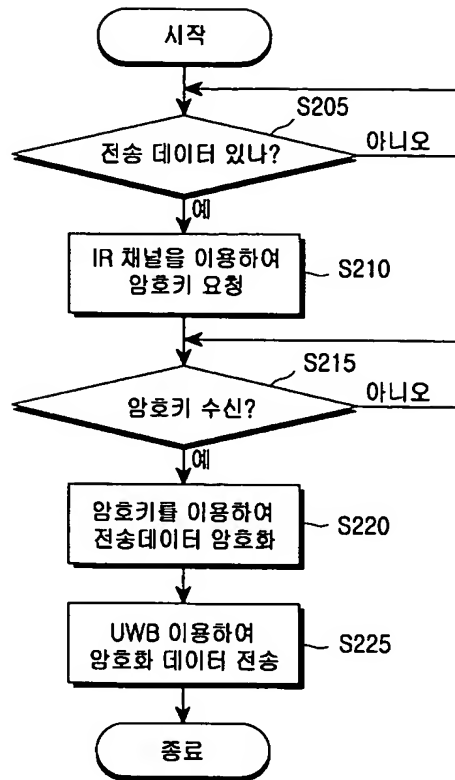 시작
S205
전송 데이터 있나?
아니오
예
IR 채널을 이용하여
암호키 요청
S210
S215
암호키 수신?
아니오
예
암호키를 이용하여
전송데이터 암호화
S220
UWB 이용하여
암호화 데이터 전송
S225
종료